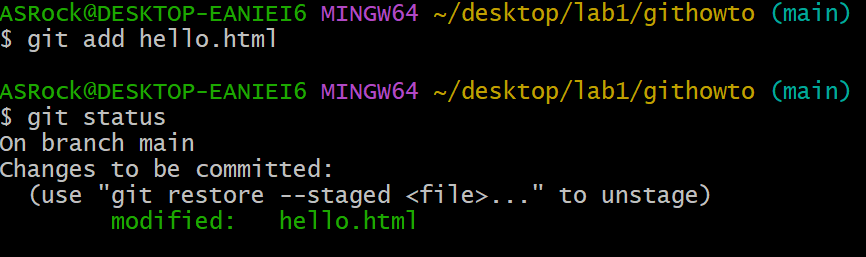 ASRock@DESKTOP-EANIEI6 MINGW64 ~/desktop/lab1/githowto (main)
$ git add hello.html
ASRock@DESKTOP-EANIEI6 MINGW64 ~/desktop/lab1/githowto (main)
$ git status
On branch main
Changes to be committed:
  (use "git restore --staged <file>..." to unstage)
        modified:   hello.html